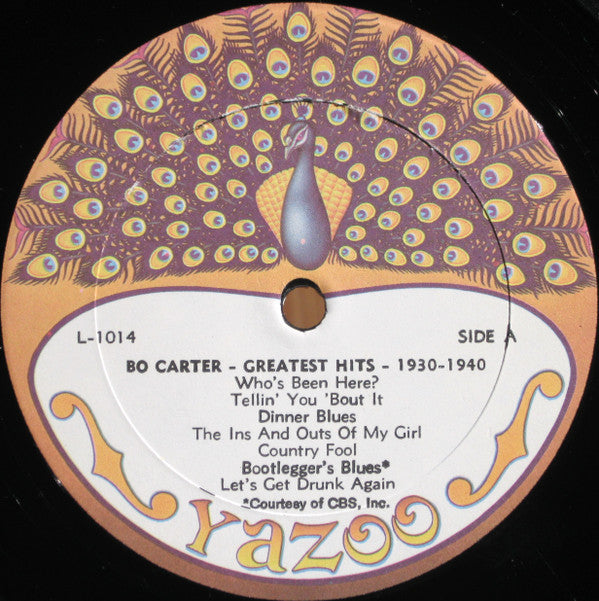 L-1014 SIDE A
BO CARTER - GREATEST HITS - 1930-1940
Who's Been Here?
Tellin' You 'Bout It
Dinner Blues
The Ins And Outs Of My Girl
Country Fool
Bootlegger's Blues*
Let's Get Drunk Again
*Courtesy of CBS, Inc.
Yazoo